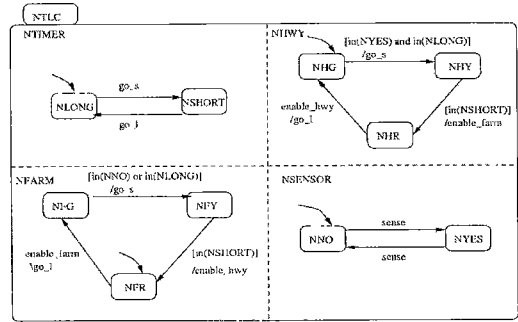 NTLC
NTIMER
NLONG
go_s
go_l
NSHORT
NHWY
[in(NYES) and in(NLONG)]
/go_s
NHG
NHY
enable_hwy
/go_l
[in(NSHORT)]
/enable_farm
NHR
NFARM
[in(NNO) or in(NLONG)]
/go_s
NFG
NFY
enable_farm
\go_l
[in(NSHORT)]
/enable_hwy
NFR
NSENSOR
NNO
sense
sense
NYES